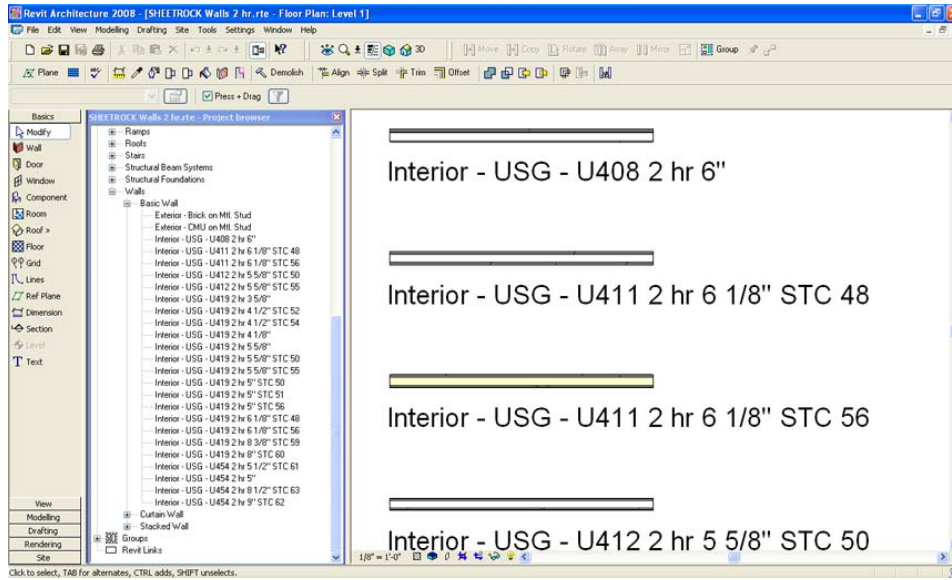 Revit Architecture 2008 - [SHEETROCK Walls 2 hr.rte - Floor Plan: Level 1]
File Edit View Modelling Drafting Site Tools Settings Window Help
3D Move Copy Rotate Array Mirror Group
Plane Demolish Align Split Trim Offset
Press + Drag
Basics
Modify
Wall
Door
Window
Component
Room
Roof »
Floor
Grid
Lines
Ref Plane
Dimension
Section
Level
Text
View
Modelling
Drafting
Rendering
Site
SHEETROCK Walls 2 hr.rte - Project browser
Ramps
Roofs
Stairs
Structural Beam Systems
Structural Foundations
Walls
Basic Wall
Exterior - Brick on Mtl. Stud
Exterior - CMU on Mtl. Stud
Interior - USG - U408 2 hr 6"
Interior - USG - U411 2 hr 6 1/8" STC 48
Interior - USG - U411 2 hr 6 1/8" STC 56
Interior - USG - U412 2 hr 5 5/8" STC 50
Interior - USG - U412 2 hr 5 5/8" STC 55
Interior - USG - U419 2 hr 3 5/8"
Interior - USG - U419 2 hr 4 1/2" STC 52
Interior - USG - U419 2 hr 4 1/2" STC 54
Interior - USG - U419 2 hr 4 1/8"
Interior - USG - U419 2 hr 5 5/8"
Interior - USG - U419 2 hr 5 5/8" STC 50
Interior - USG - U419 2 hr 5 5/8" STC 55
Interior - USG - U419 2 hr 5" STC 50
Interior - USG - U419 2 hr 5" STC 51
Interior - USG - U419 2 hr 5" STC 56
Interior - USG - U419 2 hr 6 1/8" STC 48
Interior - USG - U419 2 hr 6 1/8" STC 56
Interior - USG - U419 2 hr 8 3/8" STC 59
Interior - USG - U419 2 hr 8" STC 60
Interior - USG - U454 2 hr 5 1/2" STC 61
Interior - USG - U454 2 hr 5"
Interior - USG - U454 2 hr 8 1/2" STC 63
Interior - USG - U454 2 hr 9" STC 62
Curtain Wall
Stacked Wall
Groups
Revit Links
Interior - USG - U408 2 hr 6"
Interior - USG - U411 2 hr 6 1/8" STC 48
Interior - USG - U411 2 hr 6 1/8" STC 56
Interior - USG - U412 2 hr 5 5/8" STC 50
1/8" = 1'-0"
Click to select, TAB for alternates, CTRL adds, SHIFT unselects.